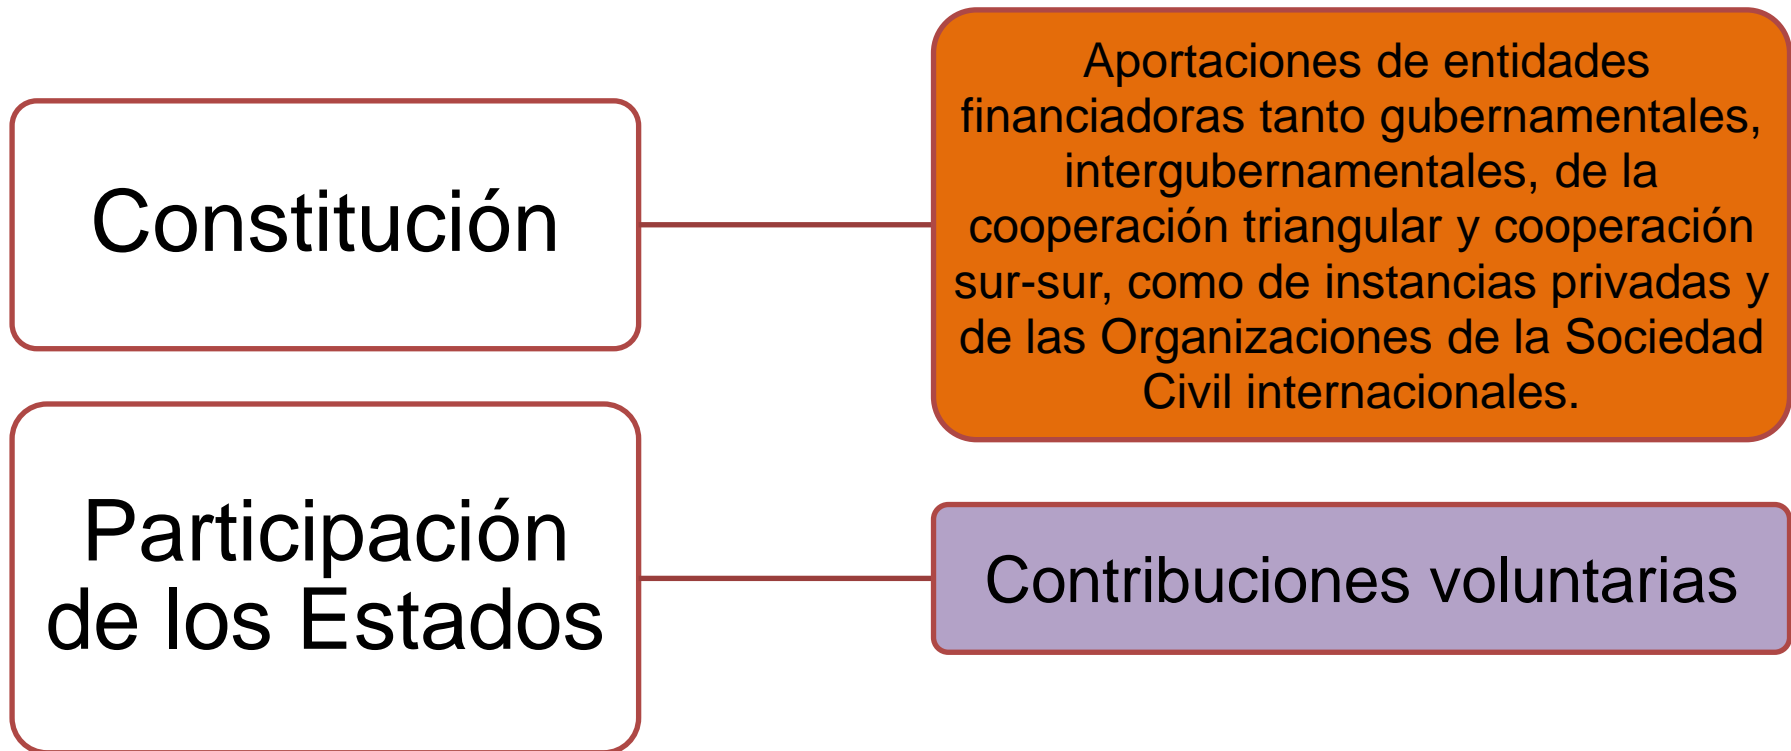 Constitución
Aportaciones de entidades
financiadoras tanto gubernamentales,
intergubernamentales, de la
cooperación triangular y cooperación
sur-sur, como de instancias privadas y
de las Organizaciones de la Sociedad
Civil internacionales.
Participación
de los Estados
Contribuciones voluntarias